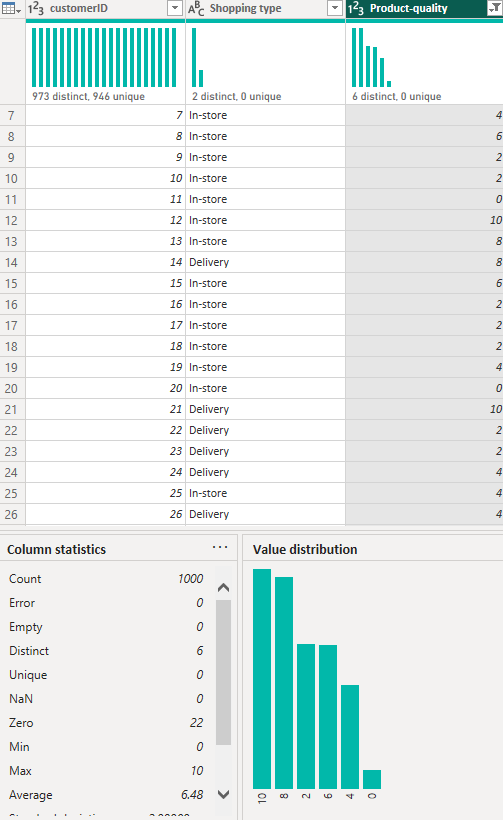 123 customerID ABC Shopping type 123 Product-quality
973 distinct, 946 unique 2 distinct, 0 unique 6 distinct, 0 unique
7 7 In-store 4
8 8 In-store 6
9 9 In-store 2
10 10 In-store 2
11 11 In-store 0
12 12 In-store 10
13 13 In-store 8
14 14 Delivery 8
15 15 In-store 6
16 16 In-store 2
17 17 In-store 2
18 18 In-store 2
19 19 In-store 4
20 20 In-store 0
21 21 Delivery 10
22 22 Delivery 2
23 23 Delivery 2
24 24 Delivery 4
25 25 In-store 4
26 26 Delivery 4
Column statistics ...
Count 1000
Error 0
Empty 0
Distinct 6
Unique 0
NaN 0
Zero 22
Min 0
Max 10
Average 6.48
Value distribution
10 8 2 6 4 0